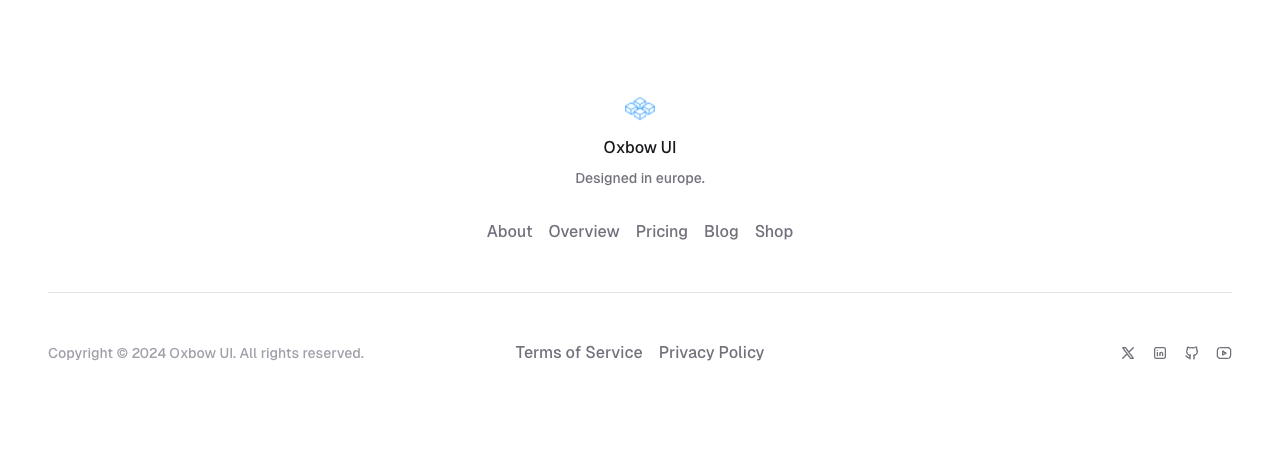 Oxbow UI
Designed in europe.
About Overview Pricing Blog Shop
Copyright © 2024 Oxbow UI. All rights reserved. Terms of Service Privacy Policy